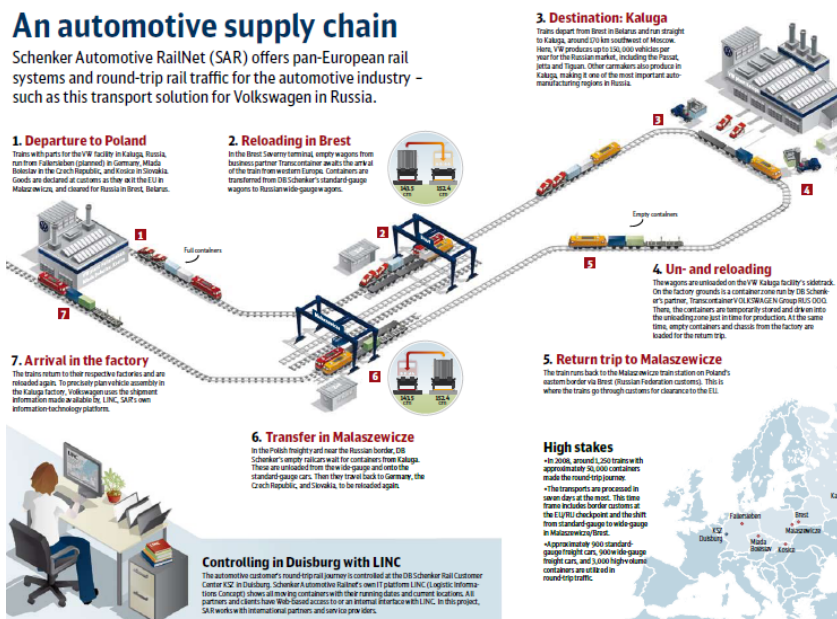 An automotive supply chain
Schenker Automotive RailNet (SAR) offers pan-European rail
systems and round-trip rail traffic for the automotive industry –
such as this transport solution for Volkswagen in Russia.
1. Departure to Poland
Trains with parts for the VW facility in Kaluga, Russia,
run from Fallersleben (planned) in Germany, Mlada
Boleslav in the Czech Republic, and Kosice in Slovakia.
Goods are declared at customs as they exit the EU in
Malaszewicze, and cleared for Russia in Brest, Belarus.
2. Reloading in Brest
In the Brest Severny terminal, empty wagons from
business partner Transcontainer awaits the arrival
of the train from western Europe. Containers are
transferred from DB Schenker's standard-gauge
wagons to Russian wide-gauge wagons.
143.5
cm
152.4
cm
3. Destination: Kaluga
Trains depart from Brest in Belarus and run straight
to Kaluga, around 170 km southwest of Moscow.
Here, VW produces up to 150,000 vehicles per
year for the Russian market, including the Passat,
Jetta and Tiguan. Other carmakers also produce in
Kaluga, making it one of the most important auto-
manufacturing regions in Russia.
3
4
1
Full containers
2
Empty containers
5
7
6
4. Un- and reloading
The wagons are unloaded on the VW Kaluga facility's sidetrack.
On the factory grounds is a container zone run by DB Schenk-
er's partner, Transcontainer VOLKSWAGEN Group RUS OOO.
There, the containers are temporarily stored and driven into
the unloading zone just in time for production. At the same
time, empty containers and chassis from the factory are
loaded for the return trip.
7. Arrival in the factory
The trains return to their respective factories and are
reloaded again. To precisely plan vehicle assembly in
the Kaluga factory, Volkswagen uses the shipment
information made available by, LINC, SAR's own
information-technology platform.
143.5
cm
152.4
cm
5. Return trip to Malaszewicze
The train runs back to the Malaszewicze train station on Poland's
eastern border via Brest (Russian Federation customs). This is
where the trains go through customs for clearance to the EU.
6. Transfer in Malaszewicze
In the Polish freight yard near the Russian border, DB
Schenker's empty railcars wait for containers from Kaluga.
These are unloaded from the wide-gauge and onto the
standard-gauge cars. Then they travel back to Germany, the
Czech Republic, and Slovakia, to be reloaded again.
High stakes
•In 2008, around 1,250 trains with
approximately 50,000 containers
made the round-trip journey.
•The transports are processed in
seven days at the most. This time
frame includes border customs at
the EU/RU checkpoint and the shift
from standard-gauge to wide-gauge
in Malaszewicze/Brest.
•Approximately 900 standard-
gauge freight cars, 900 wide-gauge
freight cars, and 3,000 high-volume
containers are utilized in
round-trip traffic.
Ka
Fallersleben
Brest
KSZ
Duisburg
Malaszewicze
Mlada
Boleslav
Kosice
LINC
Controlling in Duisburg with LINC
The automotive customer's round-trip rail journey is controlled at the DB Schenker Rail Customer
Center KSZ in Duisburg. Schenker Automotive Railnet's own IT platform LINC (Logistic Informa-
tions Concept) shows all moving containers with their running dates and current locations. All
partners and clients have Web-based access to or an internal interface with LINC. In this project,
SAR works with international partners and service providers.